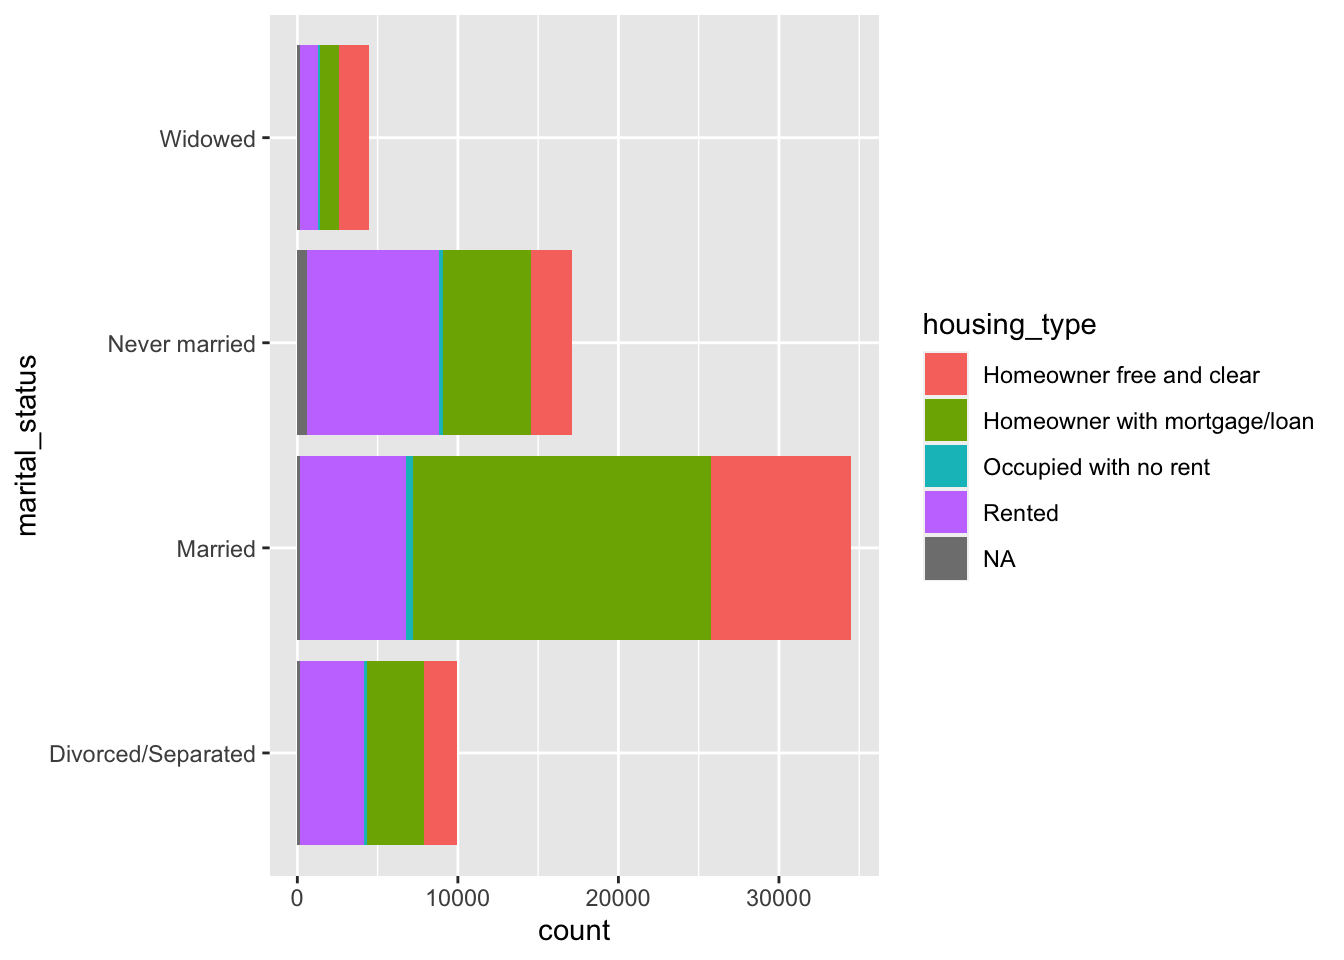 marital_status
Widowed
Never married
Married
Divorced/Separated
0
10000
20000
30000
count
housing_type
Homeowner free and clear
Homeowner with mortgage/loan
Occupied with no rent
Rented
NA